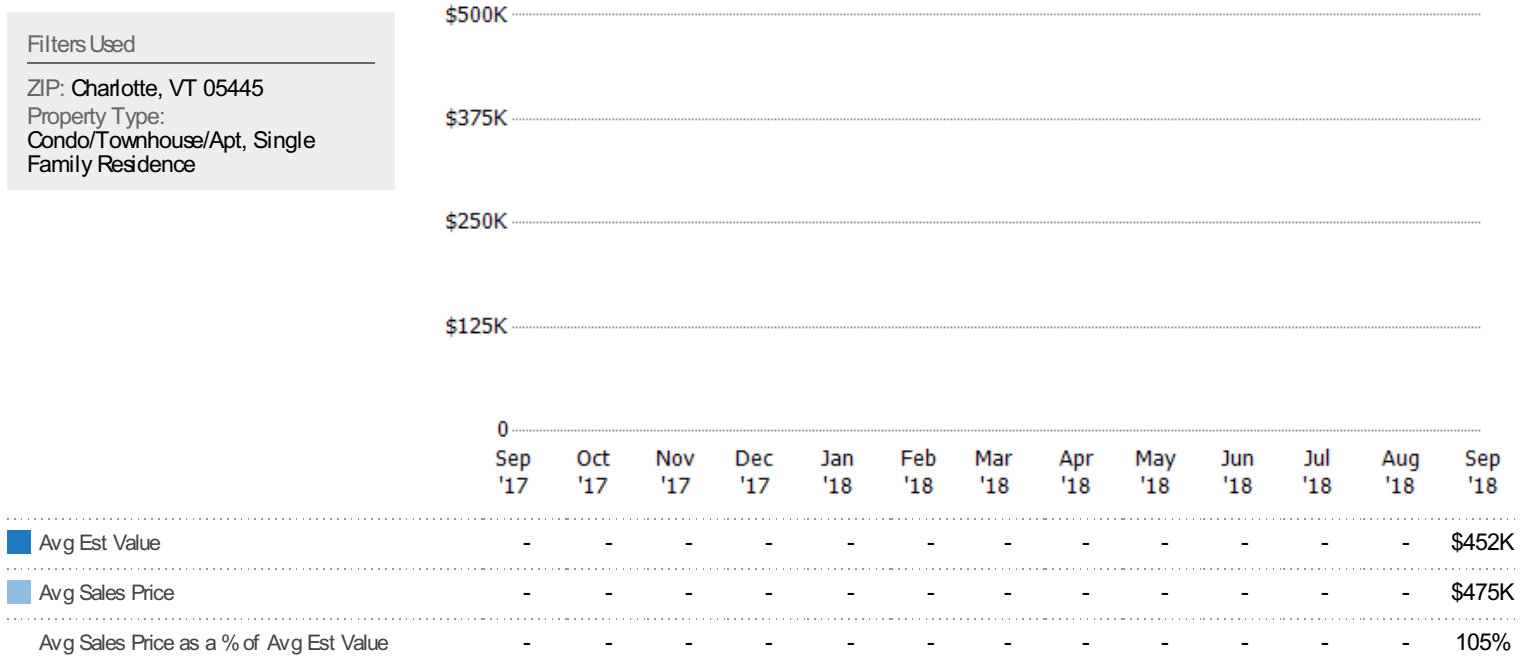 Filters Used
ZIP: Charlotte, VT 05445
Property Type:
Condo/Townhouse/Apt, Single
Family Residence
$500K
$375K
$250K
$125K
0
Sep Oct Nov Dec Jan Feb Mar Apr May Jun Jul Aug Sep
'17 '17 '17 '17 '18 '18 '18 '18 '18 '18 '18 '18 '18
Avg Est Value - - - - - - - - - - - - $452K
Avg Sales Price - - - - - - - - - - - - $475K
Avg Sales Price as a % of Avg Est Value - - - - - - - - - - - - 105%